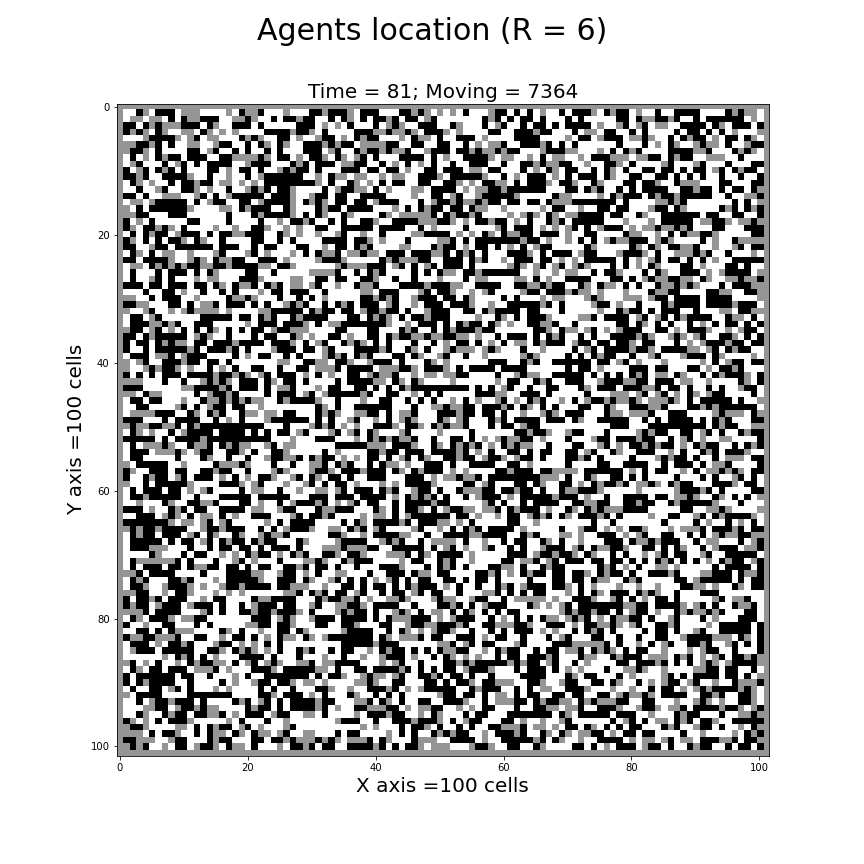 Agents location (R = 6)
Time = 81; Moving = 7364
0
20
40
60
80
100
Y axis =100 cells
0 20 40 60 80 100
X axis =100 cells